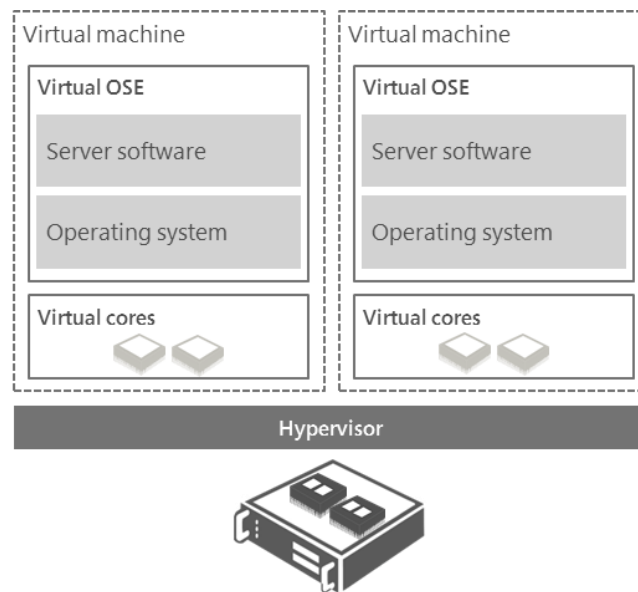 Virtual machine
Virtual OSE
Server software
Operating system
Virtual cores
Virtual machine
Virtual OSE
Server software
Operating system
Virtual cores
Hypervisor